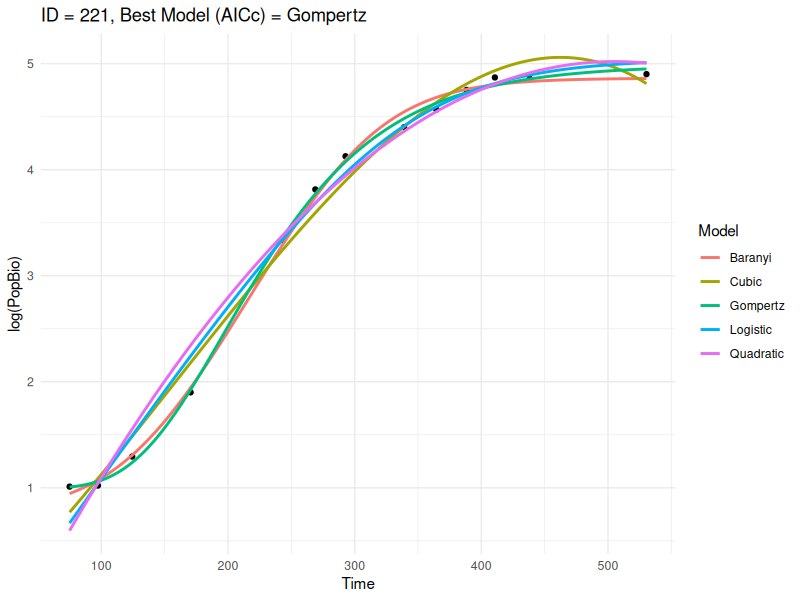 ID = 221, Best Model (AICc) = Gompertz
log(PopBio)
5
4
3
2
1
100 200 300 400 500
Time
Model
Baranyi
Cubic
Gompertz
Logistic
Quadratic